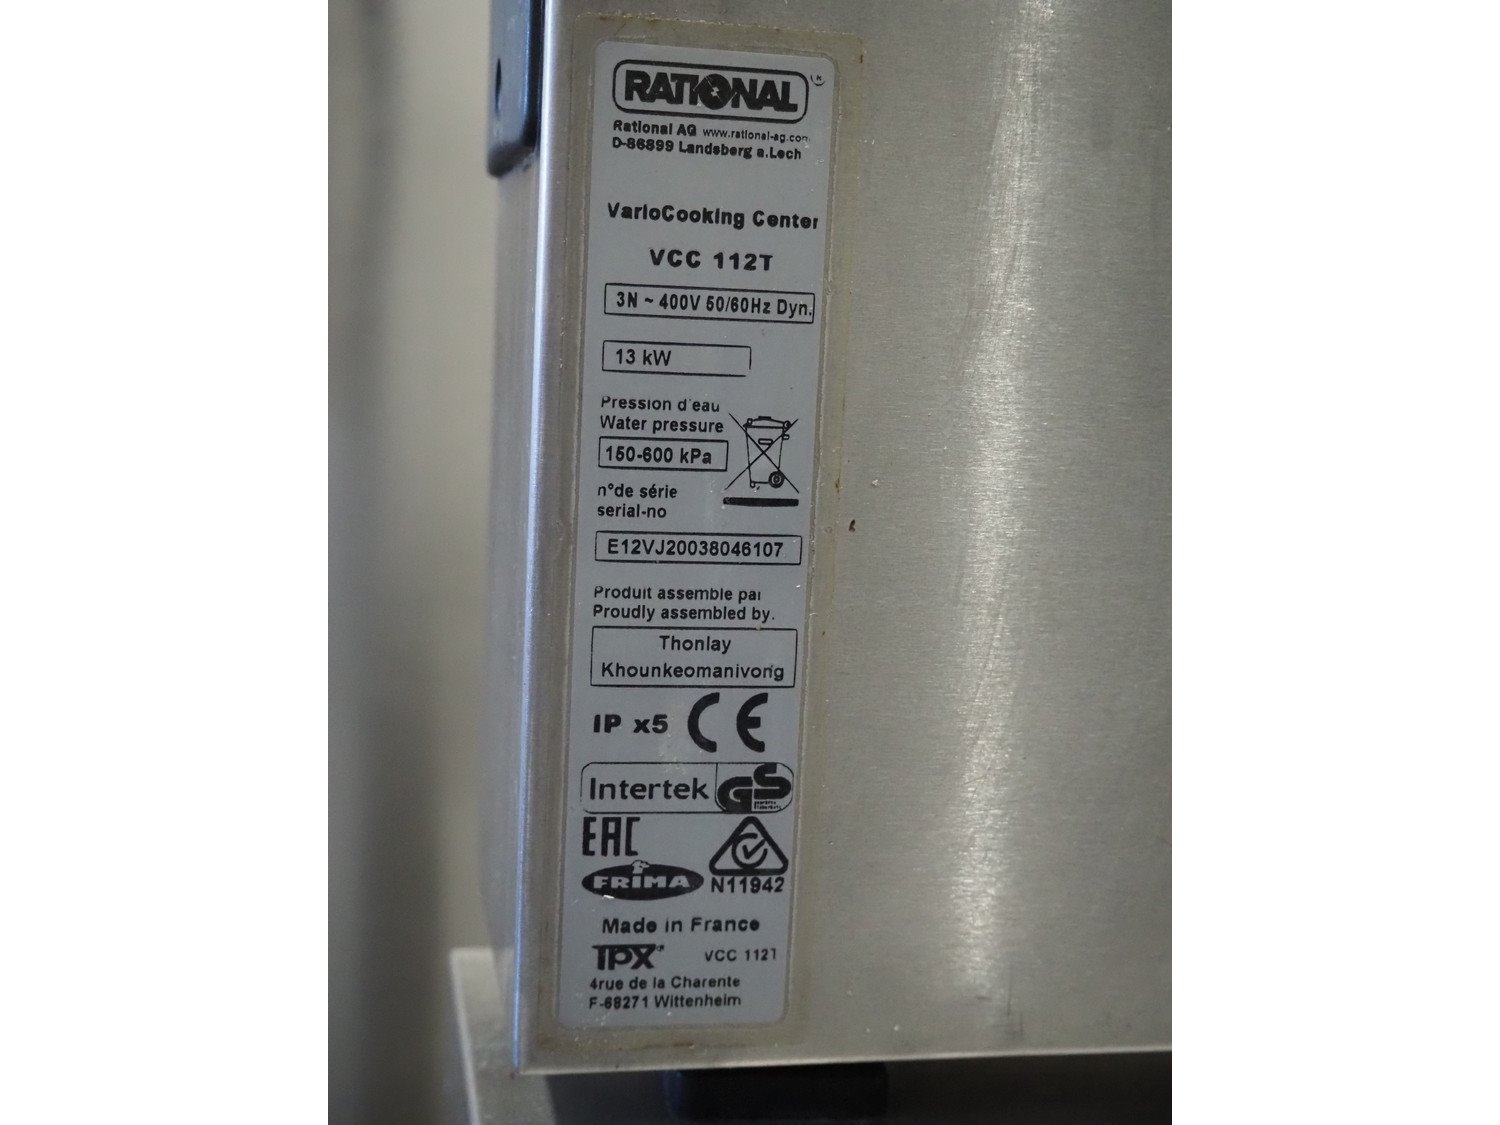 RATIONAL
Rational AG www.rational-ag.com
D-86899 Landsberg a.Lech
VarioCooking Center
VCC 112T
3N ~ 400V 50/60Hz Dyn.
13 kW
Pression d'eau
Water pressure
150-600 kPa
n°de série
serial-no
E12VJ20038046107
Produit assemble par
Proudly assembled by.
Thonlay
Khounkeomanivong
IP x5 CE
Intertek GS
EAC
FRIMA N11942
Made in France
TPX VCC 112T
4rue de la Charente
F-68271 Wittenheim